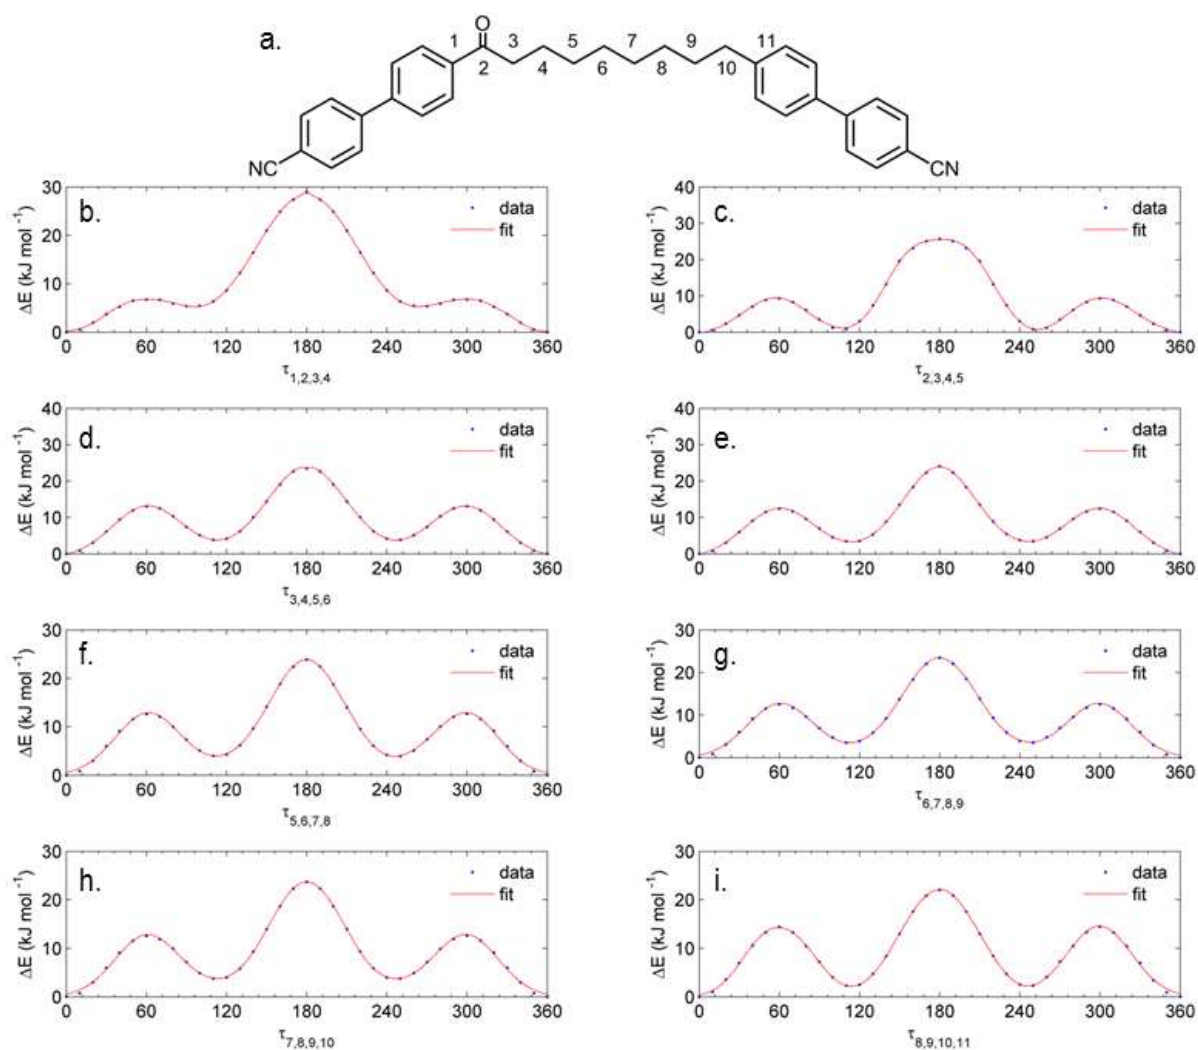 a.
O
1 3 5 7 9 11
2 4 6 8 10
NC
CN
b.
data
fit
ΔE (kJ mol⁻¹)
30
20
10
0
0 60 120 180 240 300 360
τ1,2,3,4
c.
data
fit
ΔE (kJ mol⁻¹)
40
30
20
10
0
0 60 120 180 240 300 360
τ2,3,4,5
d.
data
fit
ΔE (kJ mol⁻¹)
40
30
20
10
0
0 60 120 180 240 300 360
τ3,4,5,6
e.
data
fit
ΔE (kJ mol⁻¹)
40
30
20
10
0
0 60 120 180 240 300 360
f.
data
fit
ΔE (kJ mol⁻¹)
30
20
10
0
0 60 120 180 240 300 360
τ5,6,7,8
g.
data
fit
ΔE (kJ mol⁻¹)
30
20
10
0
0 60 120 180 240 300 360
τ6,7,8,9
h.
data
fit
ΔE (kJ mol⁻¹)
30
20
10
0
0 60 120 180 240 300 360
τ7,8,9,10
i.
data
fit
ΔE (kJ mol⁻¹)
30
20
10
0
0 60 120 180 240 300 360
τ8,9,10,11